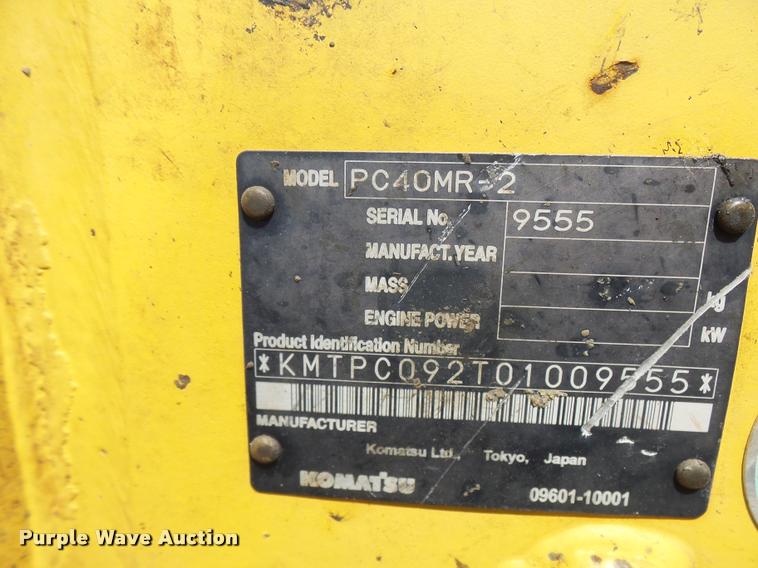 MODEL PC40MR-2
SERIAL No. 9555
MANUFACT. YEAR
MASS kg
ENGINE POWER kW
Product Identification Number
*KMTPC092T01009555*
MANUFACTURER
Komatsu Ltd., Tokyo, Japan
KOMATSU 09601-10001
Purple Wave Auction